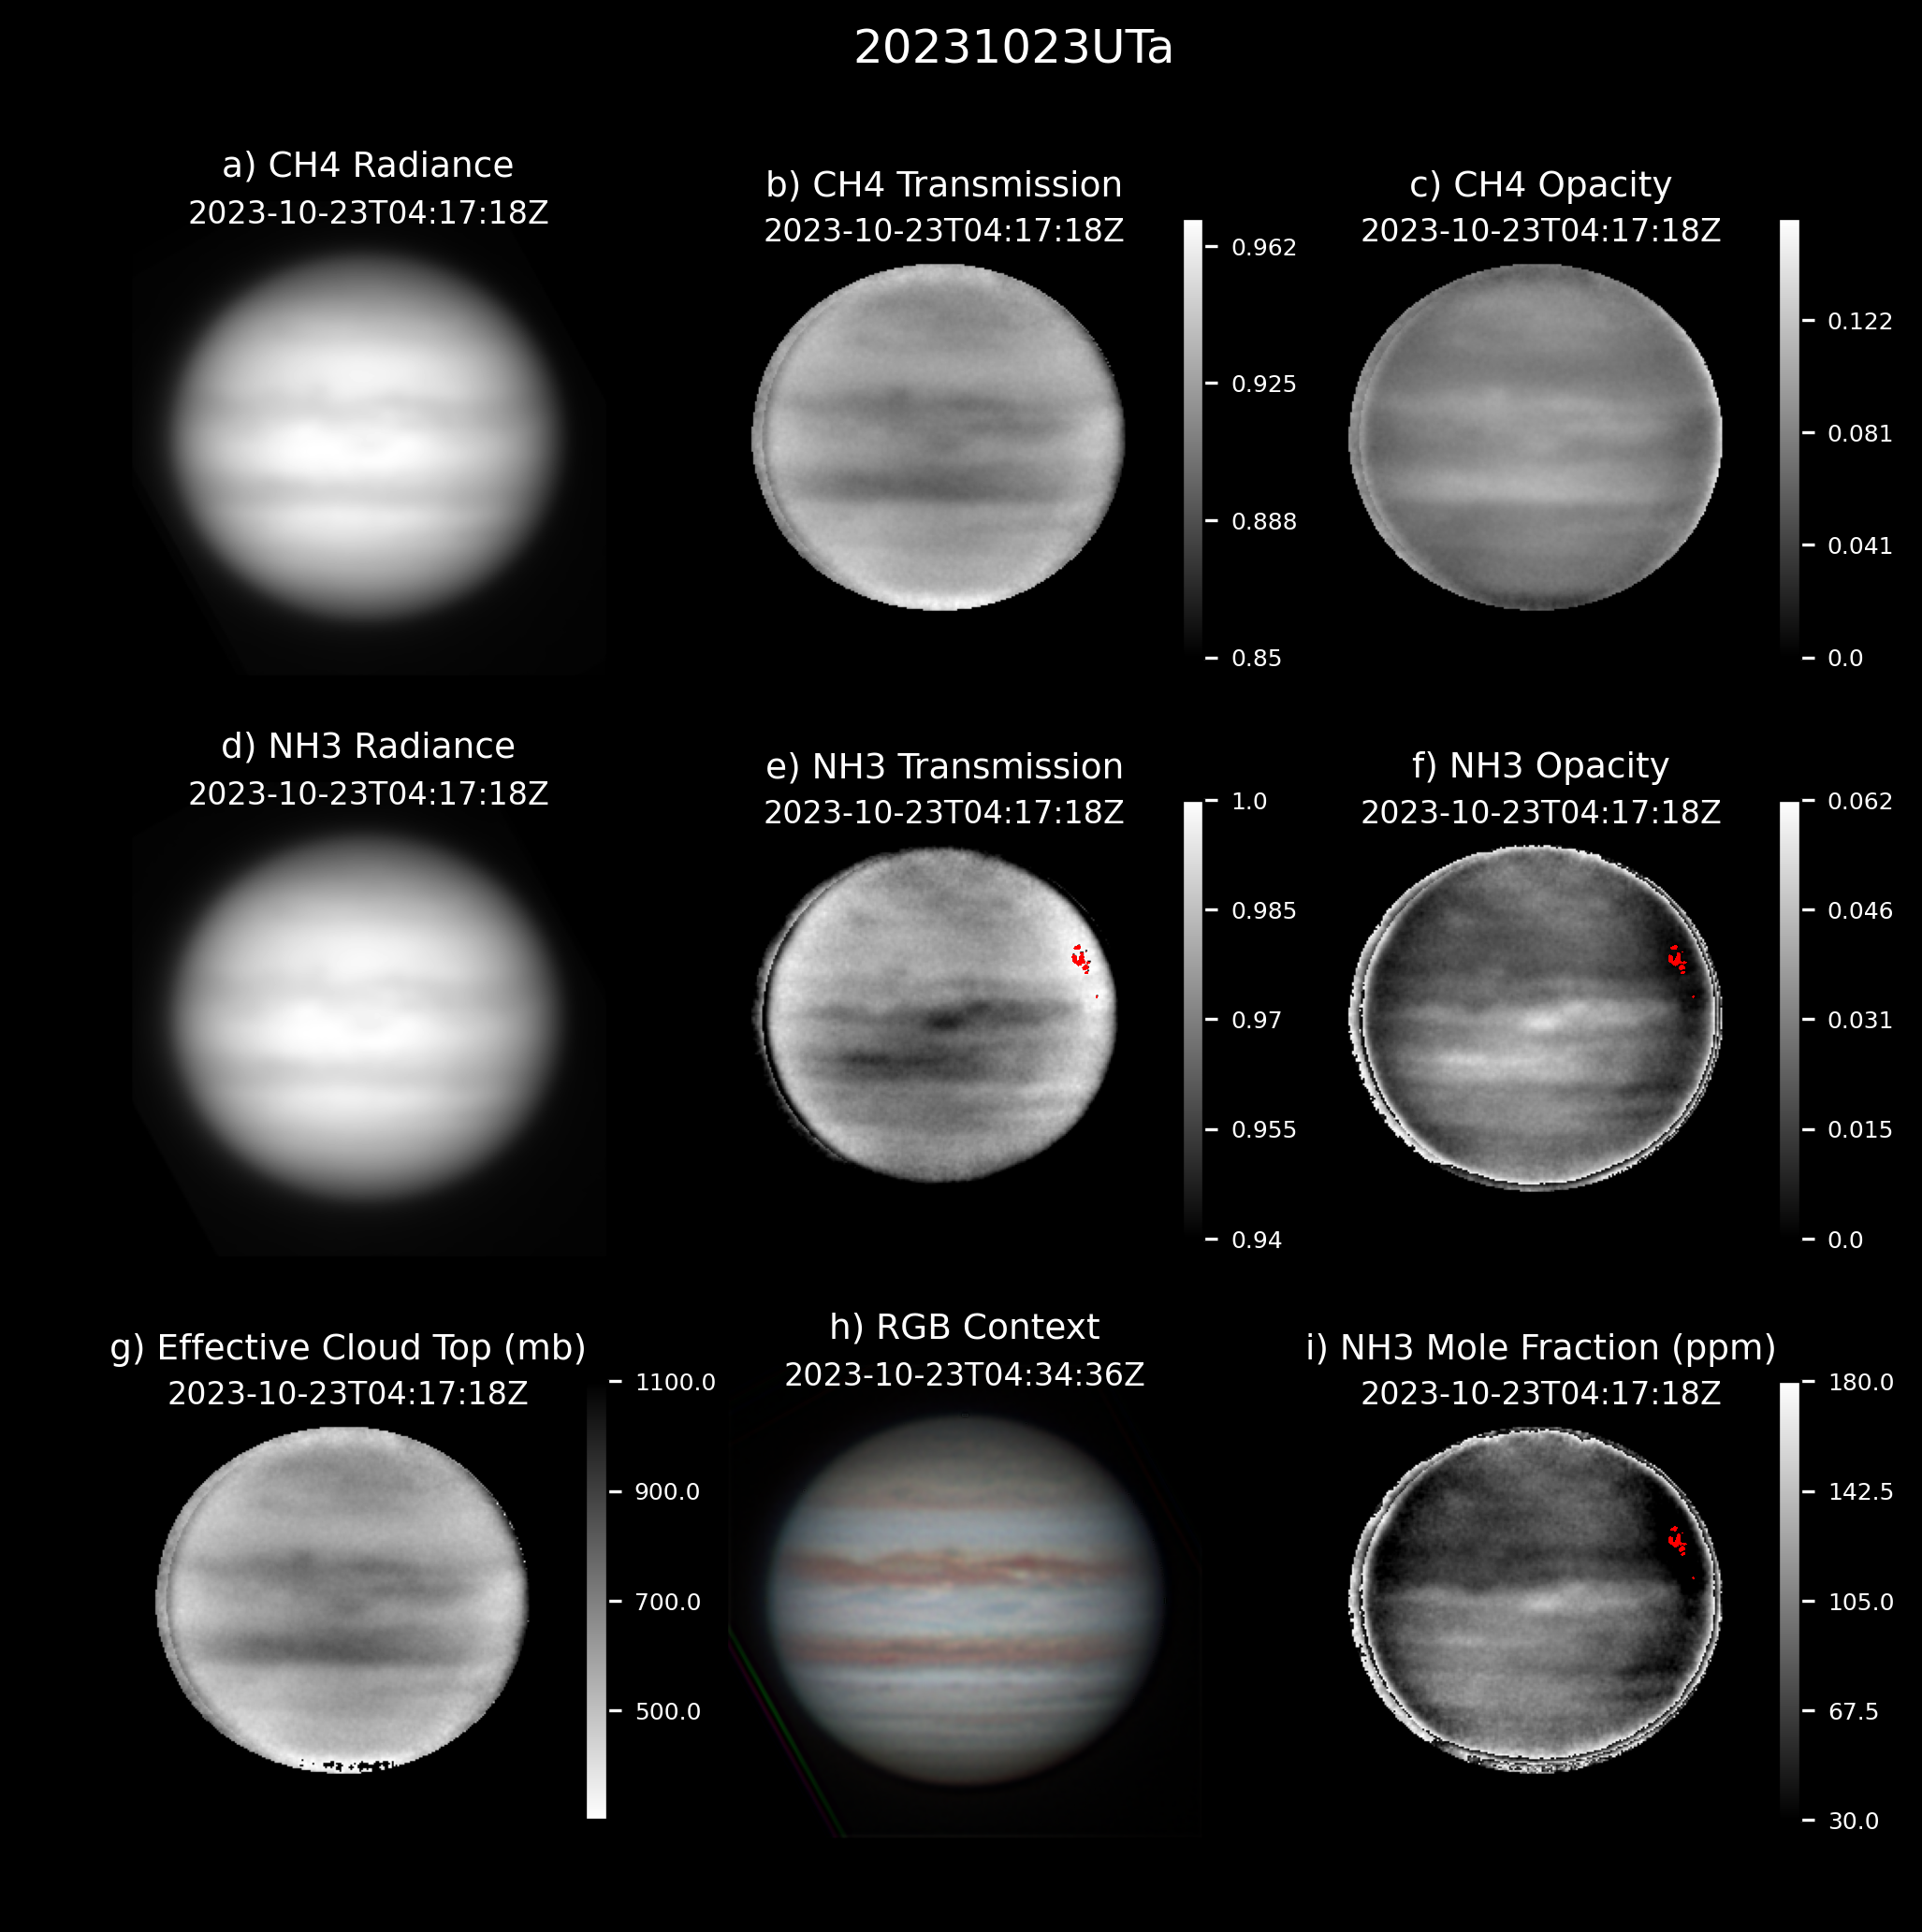 20231023UTa
a) CH4 Radiance
2023-10-23T04:17:18Z
b) CH4 Transmission
2023-10-23T04:17:18Z
0.962
0.925
0.888
0.85
c) CH4 Opacity
2023-10-23T04:17:18Z
0.122
0.081
0.041
0.0
d) NH3 Radiance
2023-10-23T04:17:18Z
e) NH3 Transmission
2023-10-23T04:17:18Z
1.0
0.985
0.97
0.955
0.94
f) NH3 Opacity
2023-10-23T04:17:18Z
0.062
0.046
0.031
0.015
0.0
g) Effective Cloud Top (mb)
2023-10-23T04:17:18Z
1100.0
900.0
700.0
500.0
h) RGB Context
2023-10-23T04:34:36Z
i) NH3 Mole Fraction (ppm)
2023-10-23T04:17:18Z
180.0
142.5
105.0
67.5
30.0